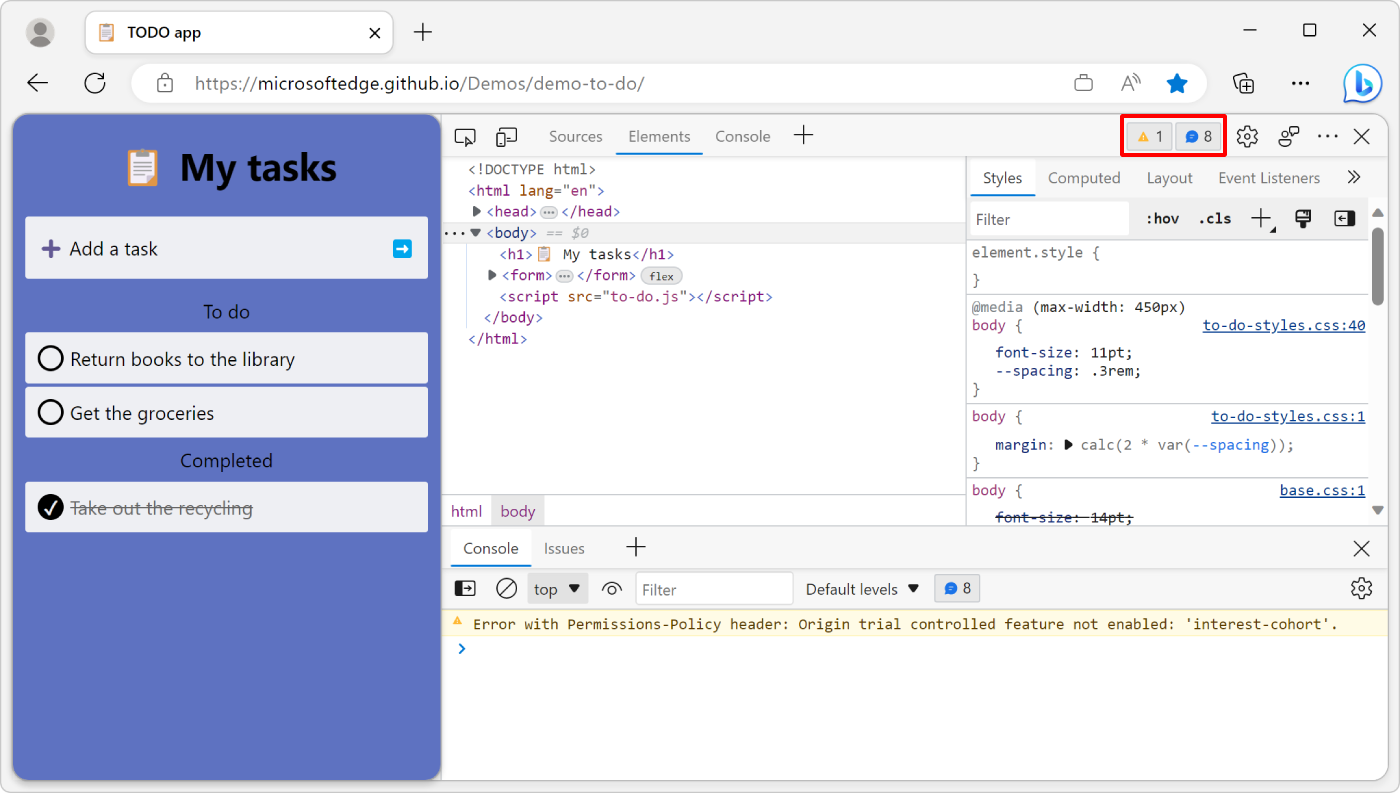 TODO app
https://microsoftedge.github.io/Demos/demo-to-do/
My tasks
Add a task
To do
Return books to the library
Get the groceries
Completed
Take out the recycling
Sources Elements Console
1 8
<!DOCTYPE html>
<html lang="en">
<head> </head>
<body> == $0
<h1>📋 My tasks</h1>
<form> </form> flex
<script src="to-do.js"></script>
</body>
</html>
html body
Styles Computed Layout Event Listeners
Filter :hov .cls
element.style {
}
@media (max-width: 450px)
body { to-do-styles.css:40
font-size: 11pt;
--spacing: .3rem;
}
body { to-do-styles.css:1
margin: calc(2 * var(--spacing));
}
body { base.css:1
font-size: 14pt;
Console Issues
top Filter Default levels 8
Error with Permissions-Policy header: Origin trial controlled feature not enabled: 'interest-cohort'.